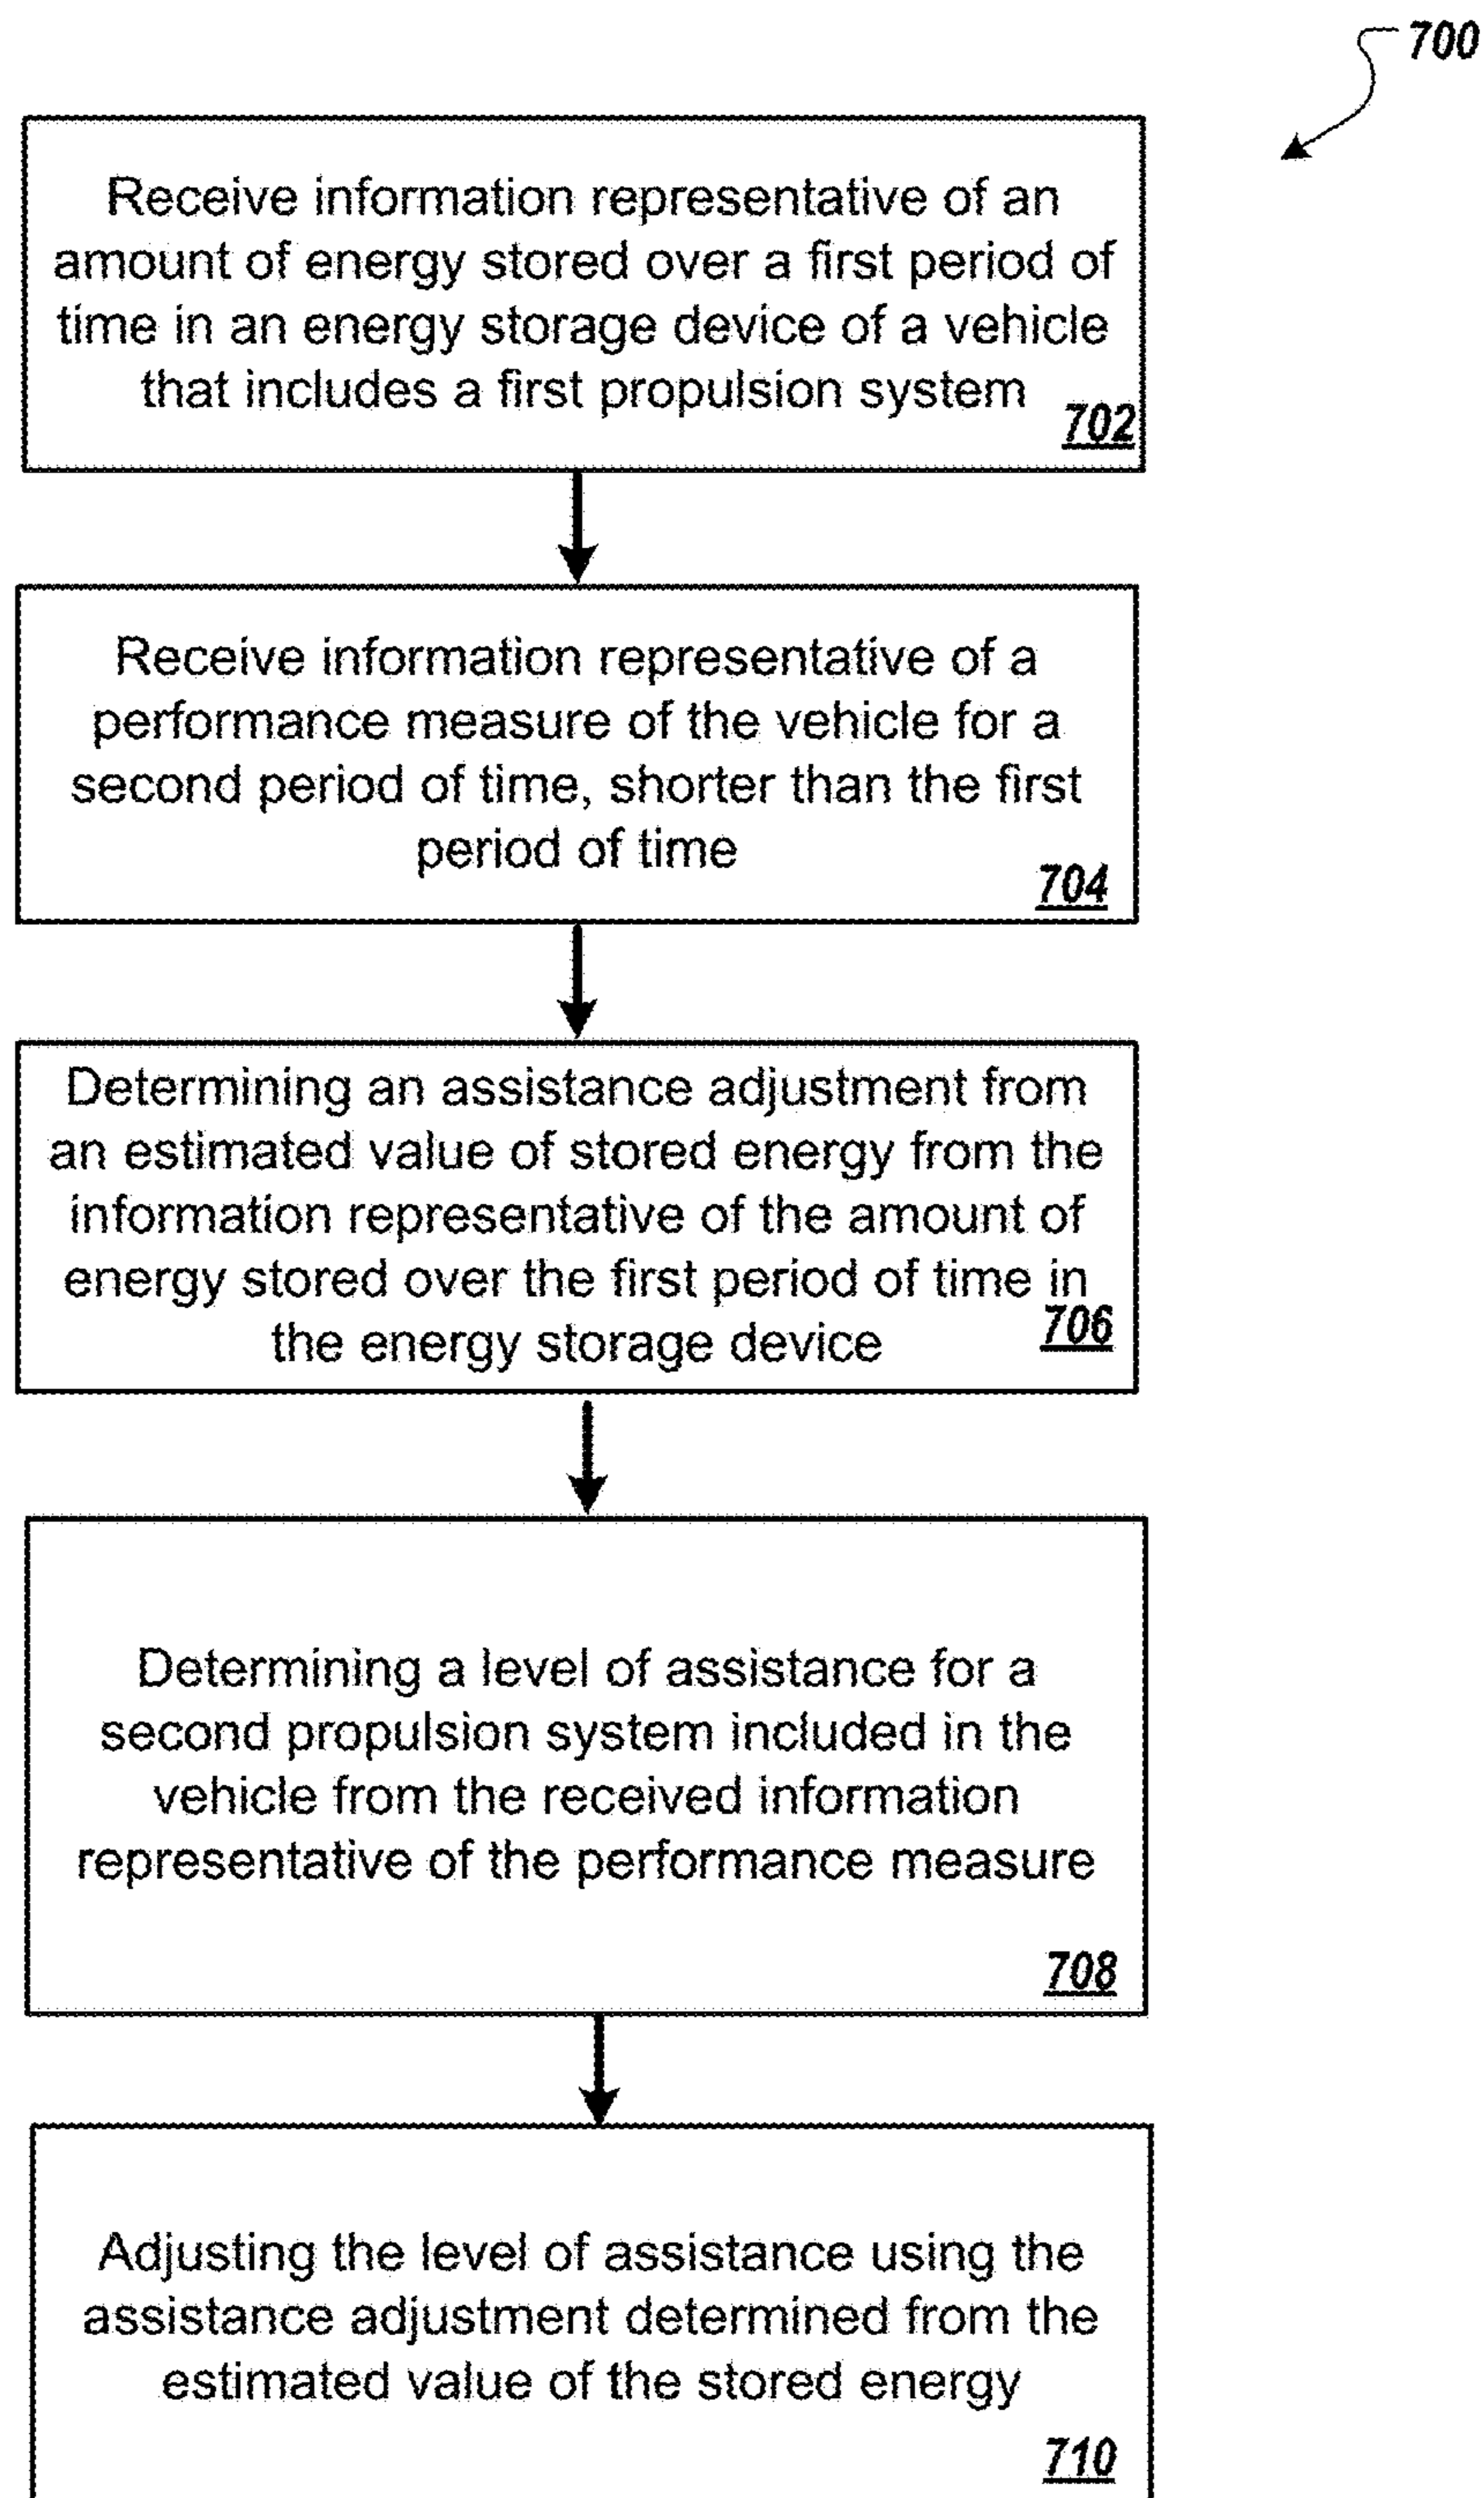 700
Receive information representative of an
amount of energy stored over a first period of
time in an energy storage device of a vehicle
that includes a first propulsion system
702
Receive information representative of a
performance measure of the vehicle for a
second period of time, shorter than the first
period of time
704
Determining an assistance adjustment from
an estimated value of stored energy from the
information representative of the amount of
energy stored over the first period of time in
the energy storage device
706
Determining a level of assistance for a
second propulsion system included in the
vehicle from the received information
representative of the performance measure
708
Adjusting the level of assistance using the
assistance adjustment determined from the
estimated value of the stored energy
710